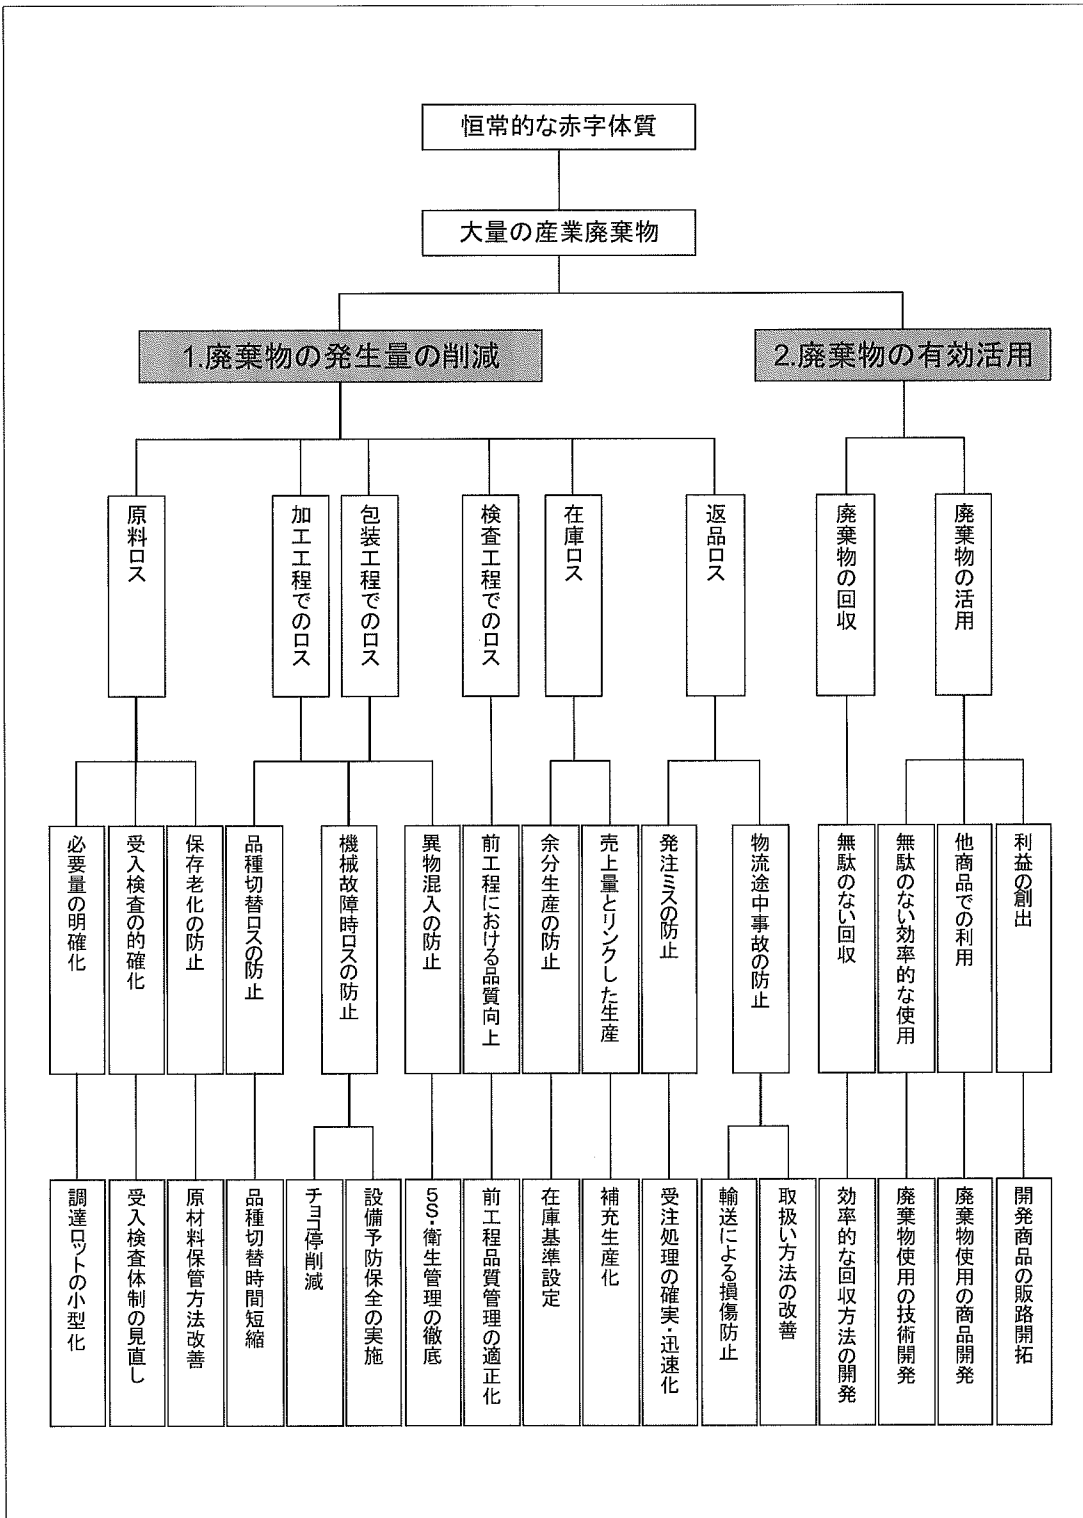 恒常的な赤字体質
大量の産業廃棄物
1.廃棄物の発生量の削減
2.廃棄物の有効活用
原料ロス
加工工程でのロス
包装工程でのロス
検査工程でのロス
在庫ロス
返品ロス
廃棄物の回収
廃棄物の活用
必要量の明確化
受入検査の的確化
保存老化の防止
品種切替ロスの防止
機械故障時ロスの防止
異物混入の防止
前工程における品質向上
余分生産の防止
売上量とリンクした生産
発注ミスの防止
物流途中事故の防止
無駄のない回収
無駄のない効率的な使用
他商品での利用
利益の創出
調達ロットの小型化
受入検査体制の見直し
原材料保管方法改善
品種切替時間短縮
チョコ停削減
設備予防保全の実施
5S・衛生管理の徹底
前工程品質管理の適正化
在庫基準設定
補充生産化
受注処理の確実・迅速化
輸送による損傷防止
取扱い方法の改善
効率的な回収方法の開発
廃棄物使用の技術開発
廃棄物使用の商品開発
開発商品の販路開拓